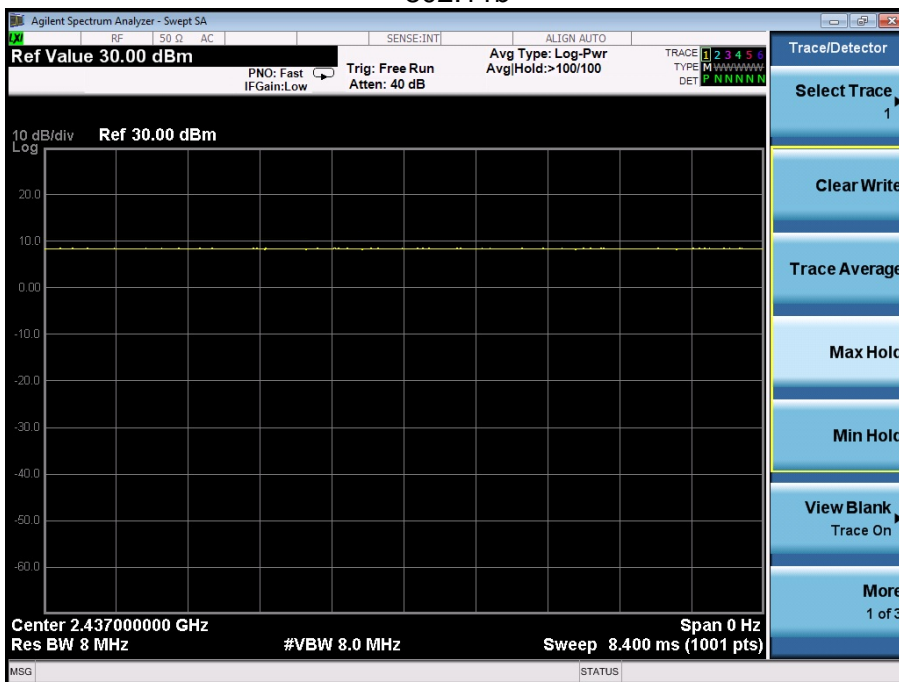 Agilent Spectrum Analyzer - Swept SA
LXI RF 50 Ω AC SENSE:INT ALIGN AUTO
Ref Value 30.00 dBm
PNO: Fast
IFGain:Low
Trig: Free Run
Atten: 40 dB
Avg Type: Log-Pwr
Avg|Hold:>100/100
TRACE 1 2 3 4 5 6
TYPE M WWWWW
DET P N N N N N
10 dB/div Ref 30.00 dBm
Log
20.0
10.0
0.00
-10.0
-20.0
-30.0
-40.0
-50.0
-60.0
Center 2.437000000 GHz Span 0 Hz
Res BW 8 MHz #VBW 8.0 MHz Sweep 8.400 ms (1001 pts)
MSG STATUS
Trace/Detector
Select Trace
1
Clear Write
Trace Average
Max Hold
Min Hold
View Blank
Trace On
More
1 of 3